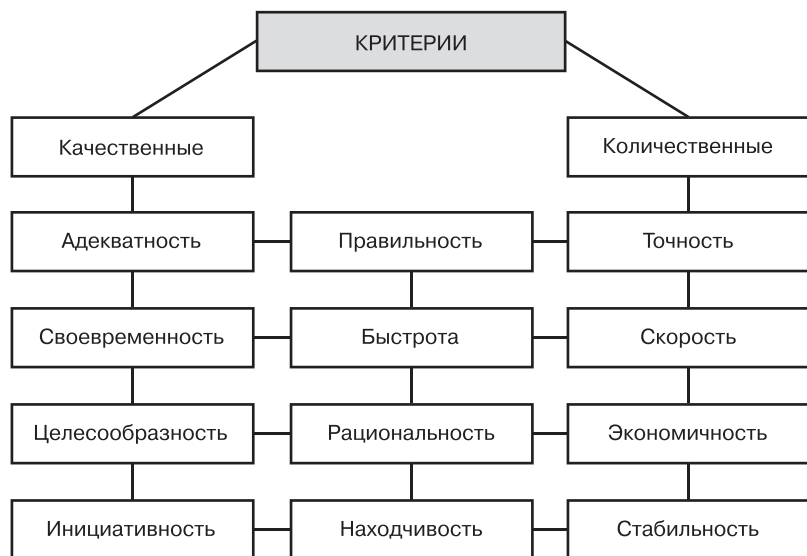 КРИТЕРИИ
Качественные
Количественные
Адекватность
Правильность
Точность
Своевременность
Быстрота
Скорость
Целесообразность
Рациональность
Экономичность
Инициативность
Находчивость
Стабильность